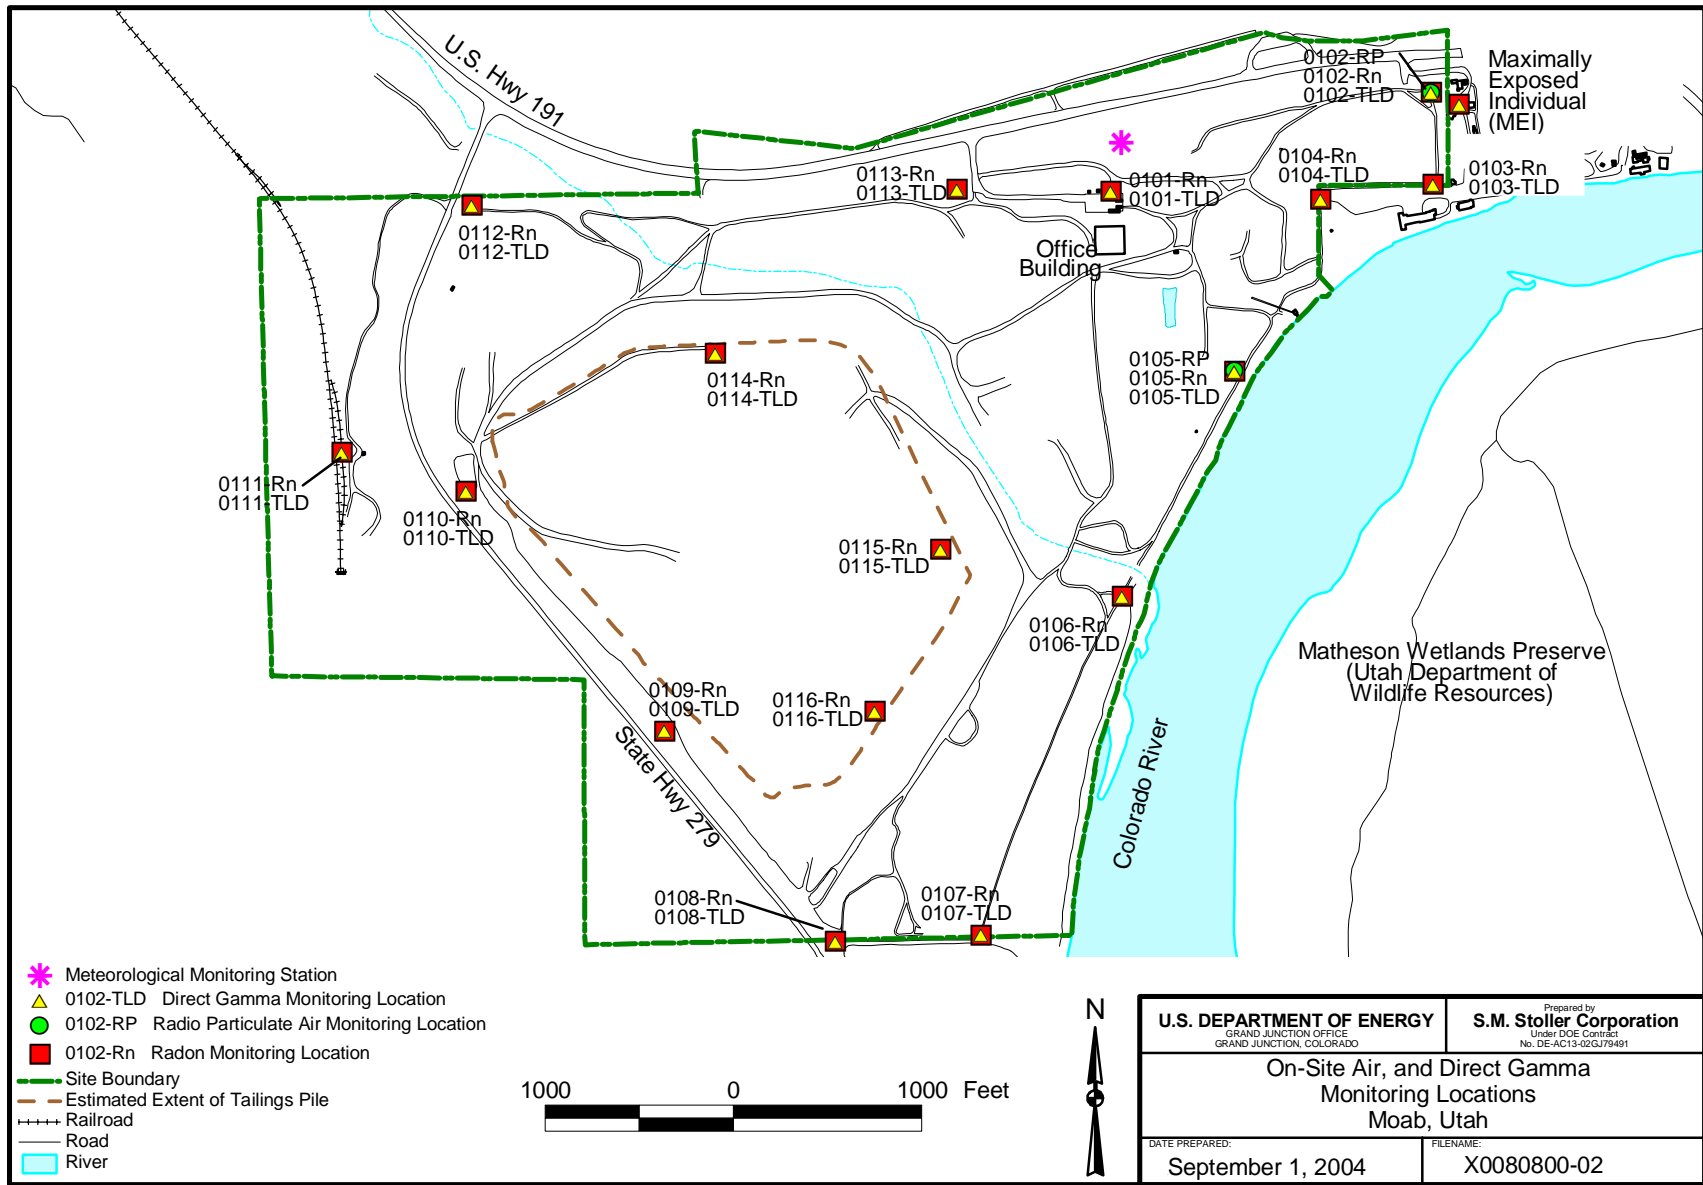 U.S. Hwy 191
0102-RP
0102-Rn
0102-TLD
Maximally
Exposed
Individual
(MEI)
0104-Rn
0104-TLD
0103-Rn
0103-TLD
0113-Rn
0113-TLD
0101-Rn
0101-TLD
0112-Rn
0112-TLD
Office
Building
0105-RP
0105-Rn
0105-TLD
0114-Rn
0114-TLD
0111-Rn
0111-TLD
0110-Rn
0110-TLD
0115-Rn
0115-TLD
0106-Rn
0106-TLD
Matheson Wetlands Preserve
(Utah Department of
Wildlife Resources)
0109-Rn
0109-TLD
0116-Rn
0116-TLD
State Hwy 279
Colorado River
0108-Rn
0108-TLD
0107-Rn
0107-TLD
Meteorological Monitoring Station
0102-TLD Direct Gamma Monitoring Location
0102-RP Radio Particulate Air Monitoring Location
0102-Rn Radon Monitoring Location
Site Boundary
Estimated Extent of Tailings Pile
Railroad
Road
River
1000 0 1000 Feet
N
U.S. DEPARTMENT OF ENERGY
GRAND JUNCTION OFFICE
GRAND JUNCTION, COLORADO
Prepared by
S.M. Stoller Corporation
Under DOE Contract
No. DE-AC13-02GJ79491
On-Site Air, and Direct Gamma
Monitoring Locations
Moab, Utah
DATE PREPARED:
September 1, 2004
FILENAME:
X0080800-02